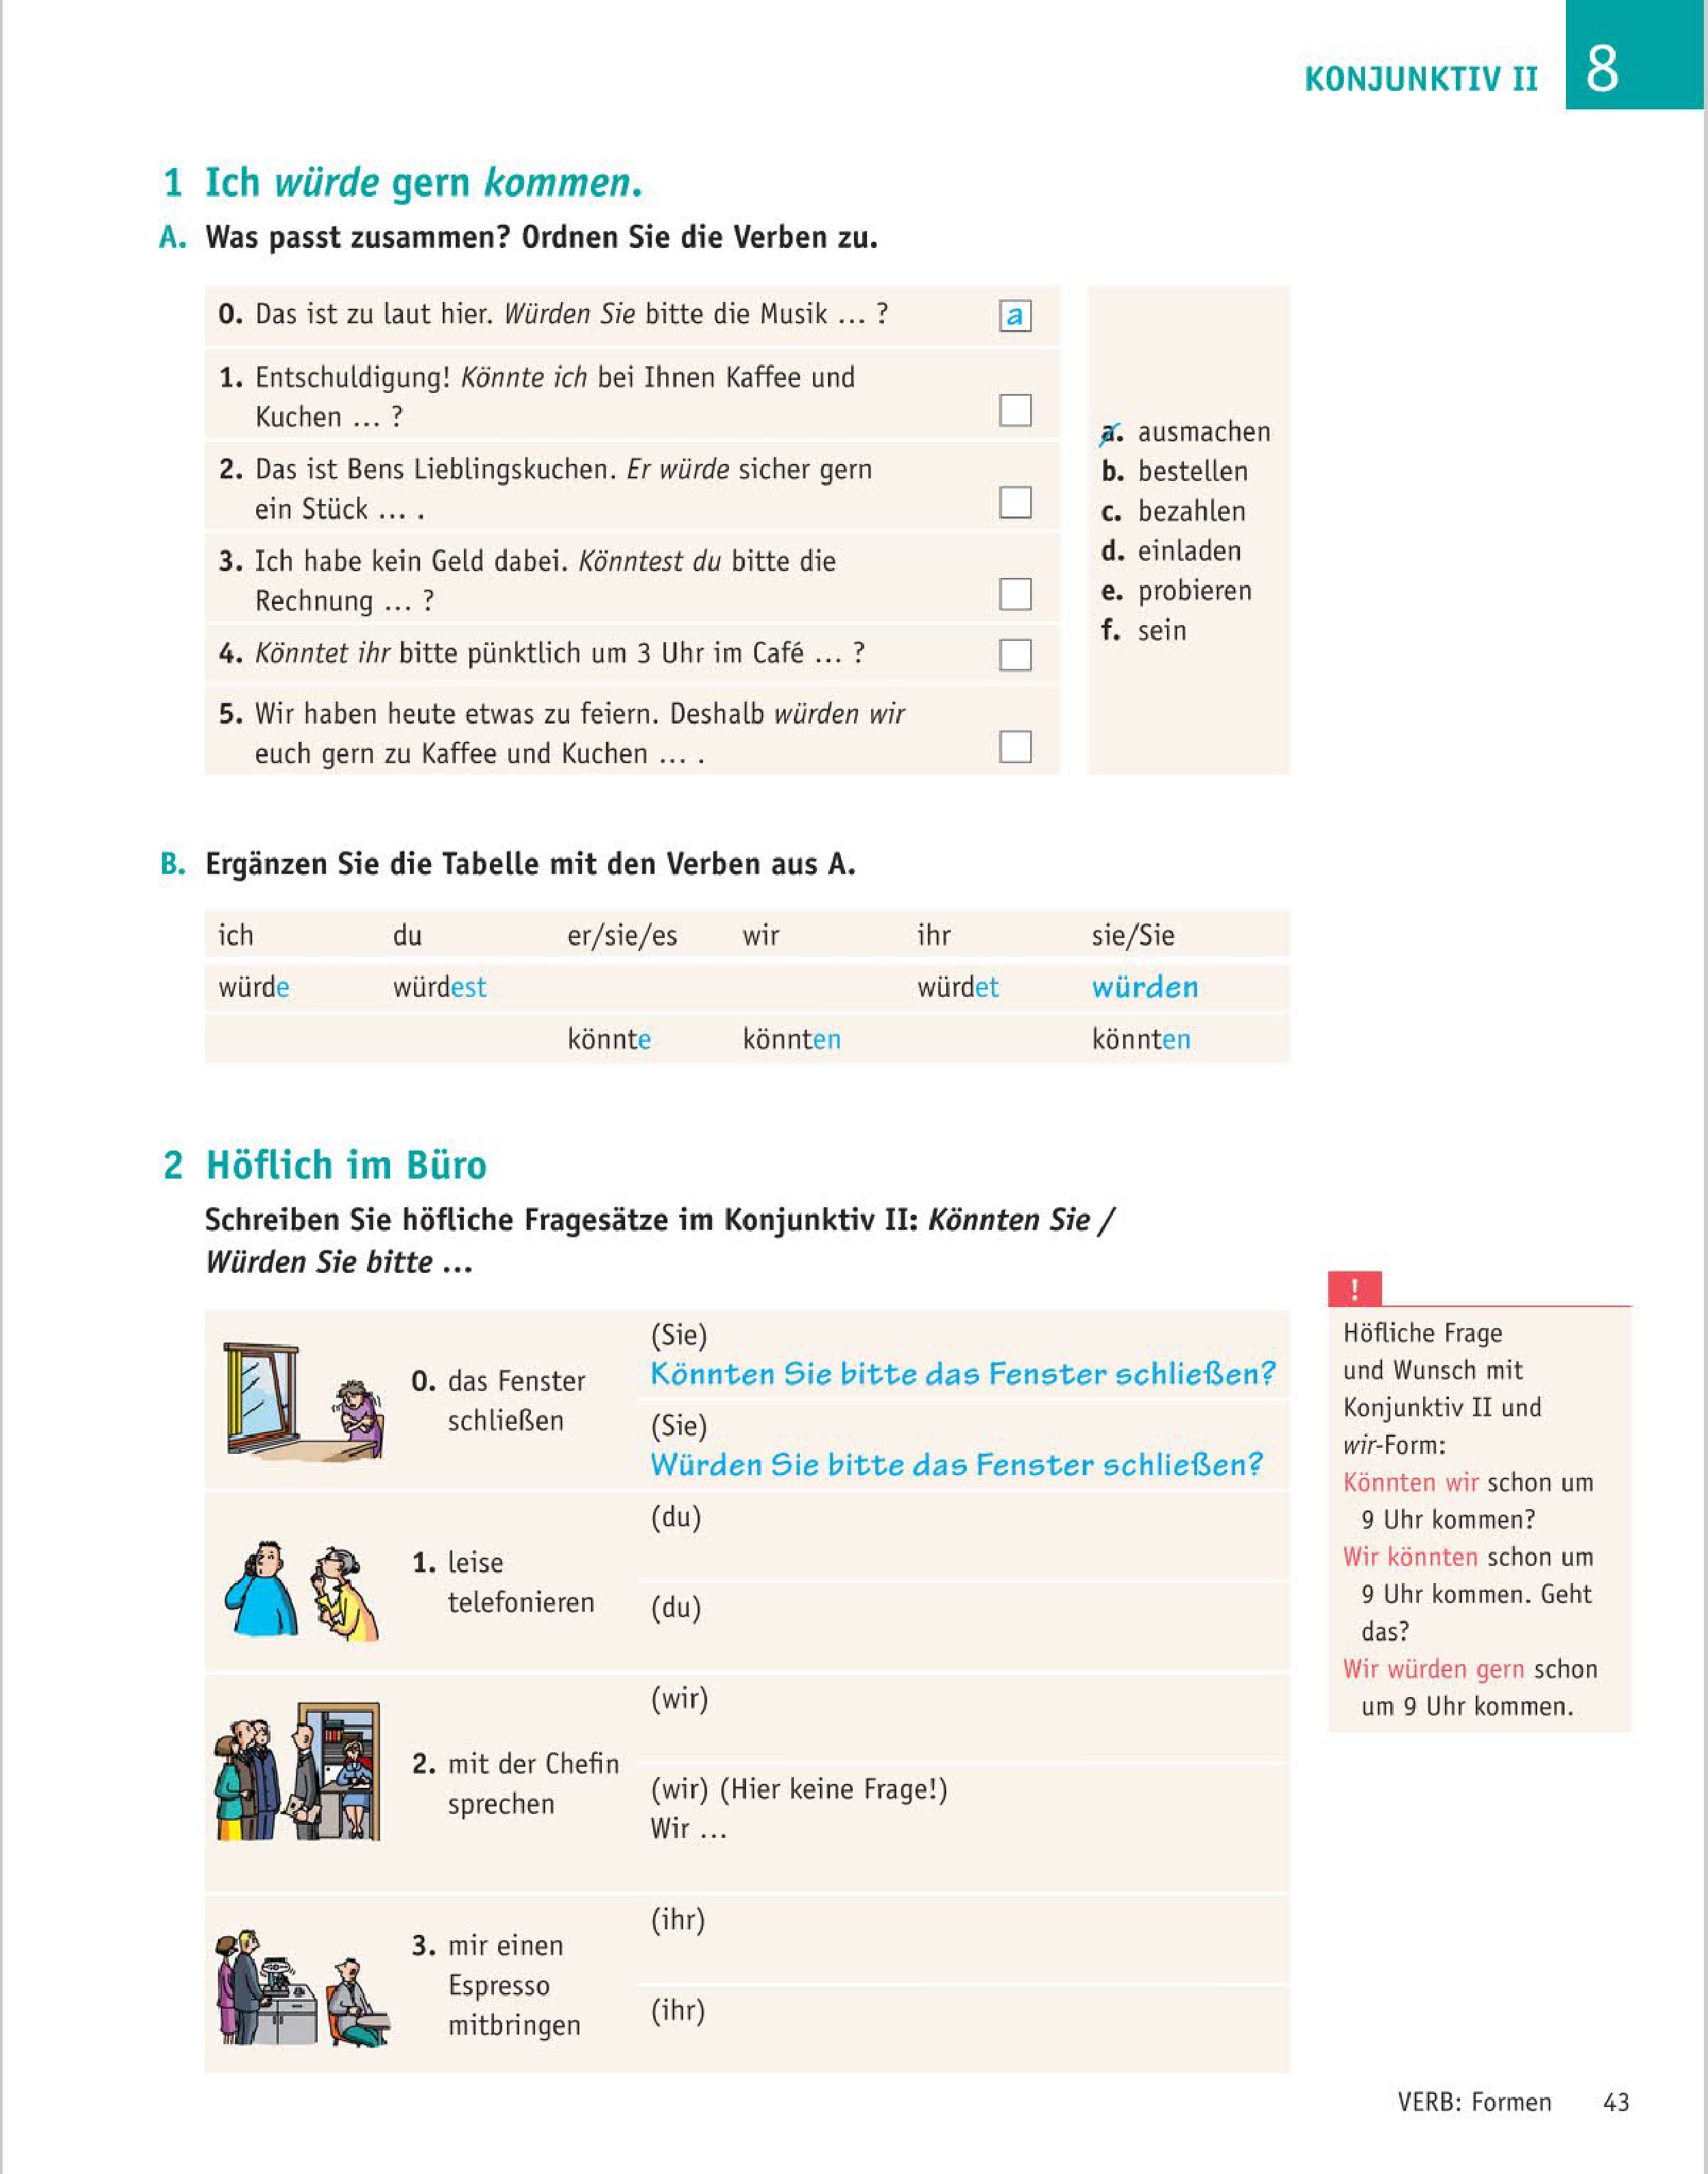 KONJUNKTIV II 8
1 Ich würde gern kommen.
A. Was passt zusammen? Ordnen Sie die Verben zu.
0. Das ist zu laut hier. Würden Sie bitte die Musik ... ? a
1. Entschuldigung! Könnte ich bei Ihnen Kaffee und
Kuchen ... ?
2. Das ist Bens Lieblingskuchen. Er würde sicher gern
ein Stück ... .
3. Ich habe kein Geld dabei. Könntest du bitte die
Rechnung ... ?
4. Könntet ihr bitte pünktlich um 3 Uhr im Café ... ?
5. Wir haben heute etwas zu feiern. Deshalb würden wir
euch gern zu Kaffee und Kuchen ... .
a. ausmachen
b. bestellen
c. bezahlen
d. einladen
e. probieren
f. sein
B. Ergänzen Sie die Tabelle mit den Verben aus A.
ich du er/sie/es wir ihr sie/Sie
würde würdest würdet würden
könnte könnten könnten
2 Höflich im Büro
Schreiben Sie höfliche Fragesätze im Konjunktiv II: Könnten Sie /
Würden Sie bitte ...
0. das Fenster
schließen
(Sie)
Könnten Sie bitte das Fenster schließen?
(Sie)
Würden Sie bitte das Fenster schließen?
1. leise
telefonieren
(du)
(du)
2. mit der Chefin
sprechen
(wir)
(wir) (Hier keine Frage!)
Wir ...
3. mir einen
Espresso
mitbringen
(ihr)
(ihr)
!
Höfliche Frage
und Wunsch mit
Konjunktiv II und
wir-Form:
Könnten wir schon um
9 Uhr kommen?
Wir könnten schon um
9 Uhr kommen. Geht
das?
Wir würden gern schon
um 9 Uhr kommen.
VERB: Formen 43